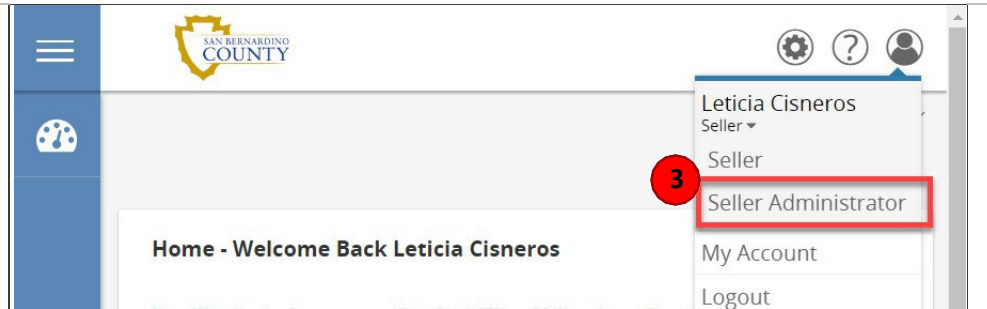 SAN BERNARDINO
COUNTY
?
Leticia Cisneros
Seller
Seller
3
Seller Administrator
Home - Welcome Back Leticia Cisneros
My Account
Logout